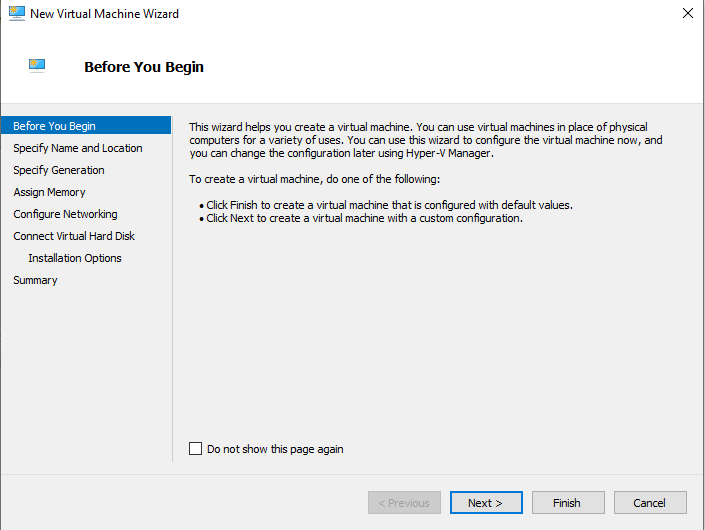 New Virtual Machine Wizard
Before You Begin
Before You Begin
Specify Name and Location
Specify Generation
Assign Memory
Configure Networking
Connect Virtual Hard Disk
Installation Options
Summary
This wizard helps you create a virtual machine. You can use virtual machines in place of physical
computers for a variety of uses. You can use this wizard to configure the virtual machine now, and
you can change the configuration later using Hyper-V Manager.
To create a virtual machine, do one of the following:
• Click Finish to create a virtual machine that is configured with default values.
• Click Next to create a virtual machine with a custom configuration.
Do not show this page again
< Previous
Next >
Finish
Cancel